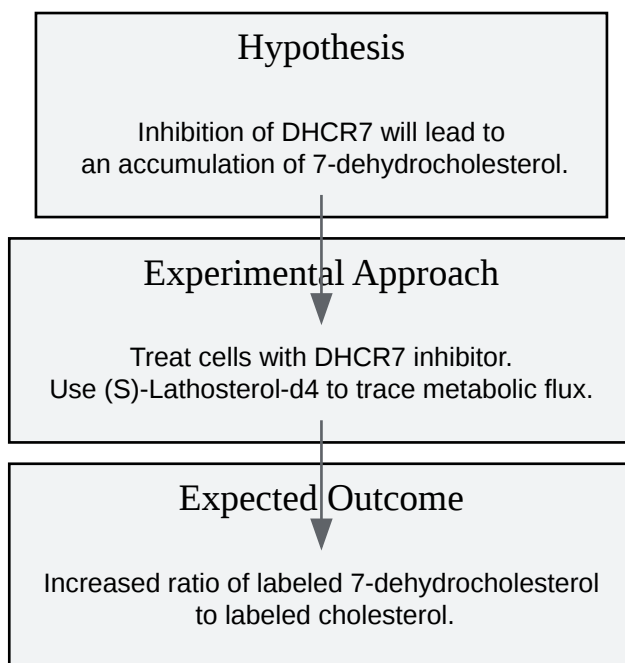 Hypothesis
Inhibition of DHCR7 will lead to
an accumulation of 7-dehydrocholesterol.
Experimental Approach
Treat cells with DHCR7 inhibitor.
Use (S)-Lathosterol-d4 to trace metabolic flux.
Expected Outcome
Increased ratio of labeled 7-dehydrocholesterol
to labeled cholesterol.